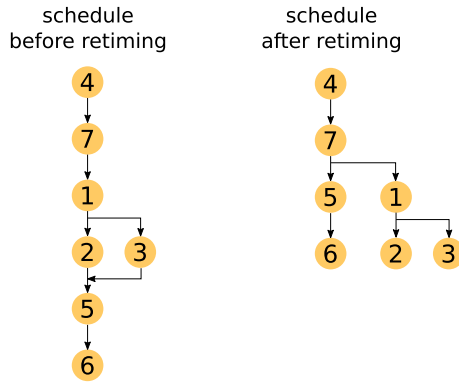 schedule
before retiming
4
7
1
2 3
5
6
schedule
after retiming
4
7
5 1
6 2 3